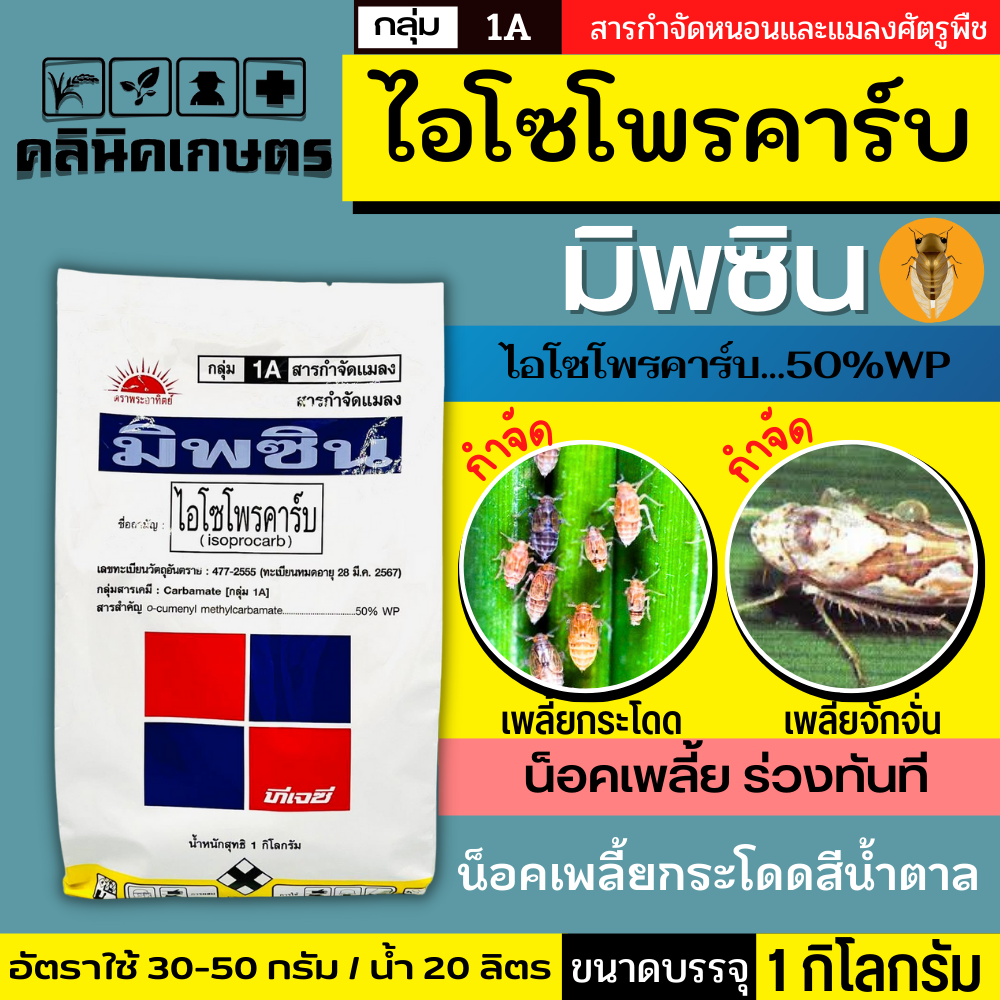 กลุ่ม 1A สารกำจัดหนอนและแมลงศัตรูพืช
คลินิคเกษตร
ไอโซโพรคาร์บ
มิพซิน
ไอโซโพรคาร์บ...50%WP
กลุ่ม 1A สารกำจัดแมลง
ตราพระอาทิตย์
สารกำจัดแมลง
มิพซิน
ชื่อสามัญ : ไอโซโพรคาร์บ
(isoprocarb)
เลขทะเบียนวัตถุอันตราย : 477-2555 (ทะเบียนหมดอายุ 28 มี.ค. 2567)
กลุ่มสารเคมี : Carbamate [กลุ่ม 1A]
สารสำคัญ o-cumenyl methylcarbamate....................50% WP
ทีเจซี
น้ำหนักสุทธิ 1 กิโลกรัม
กำจัด
กำจัด
เพลี้ยกระโดด
เพลี้ยจักจั่น
น็อคเพลี้ย ร่วงทันที
น็อคเพลี้ยกระโดดสีน้ำตาล
อัตราใช้ 30-50 กรัม / น้ำ 20 ลิตร
ขนาดบรรจุ 1 กิโลกรัม